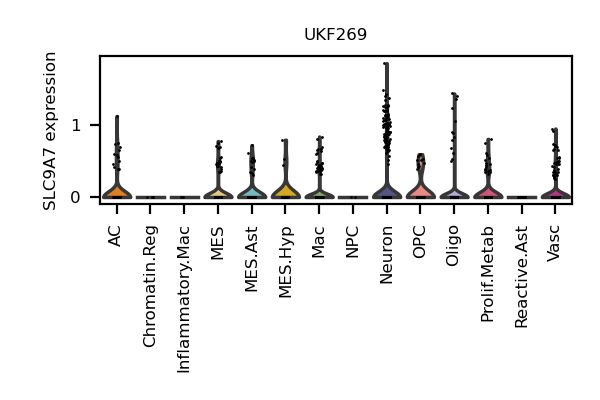 UKF269
SLC9A7 expression
1
0
AC
Chromatin.Reg
Inflammatory.Mac
MES
MES.Ast
MES.Hyp
Mac
NPC
Neuron
OPC
Oligo
Prolif.Metab
Reactive.Ast
Vasc